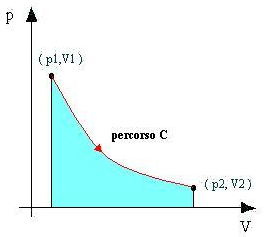 p
( p1,V1 )
percorso C
( p2, V2 )
V